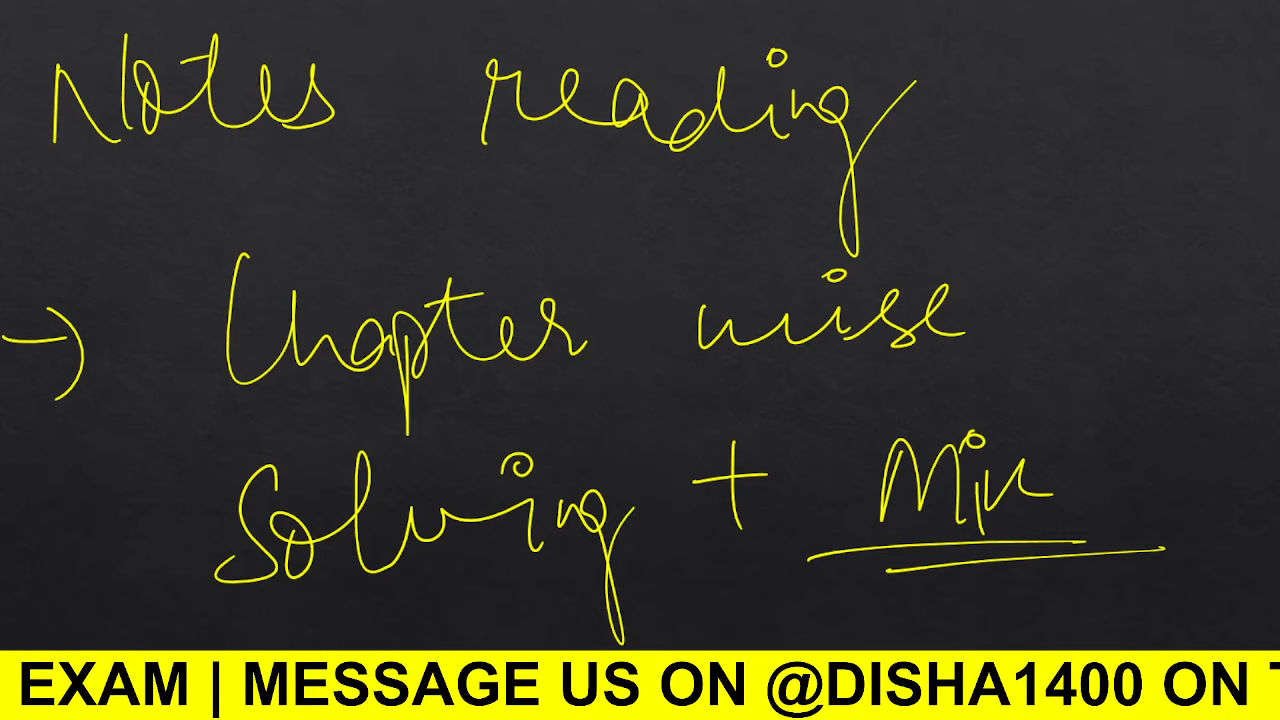 Notes reading
→ Chapter wise
Solving + Mix
EXAM | MESSAGE US ON @DISHA1400 ON